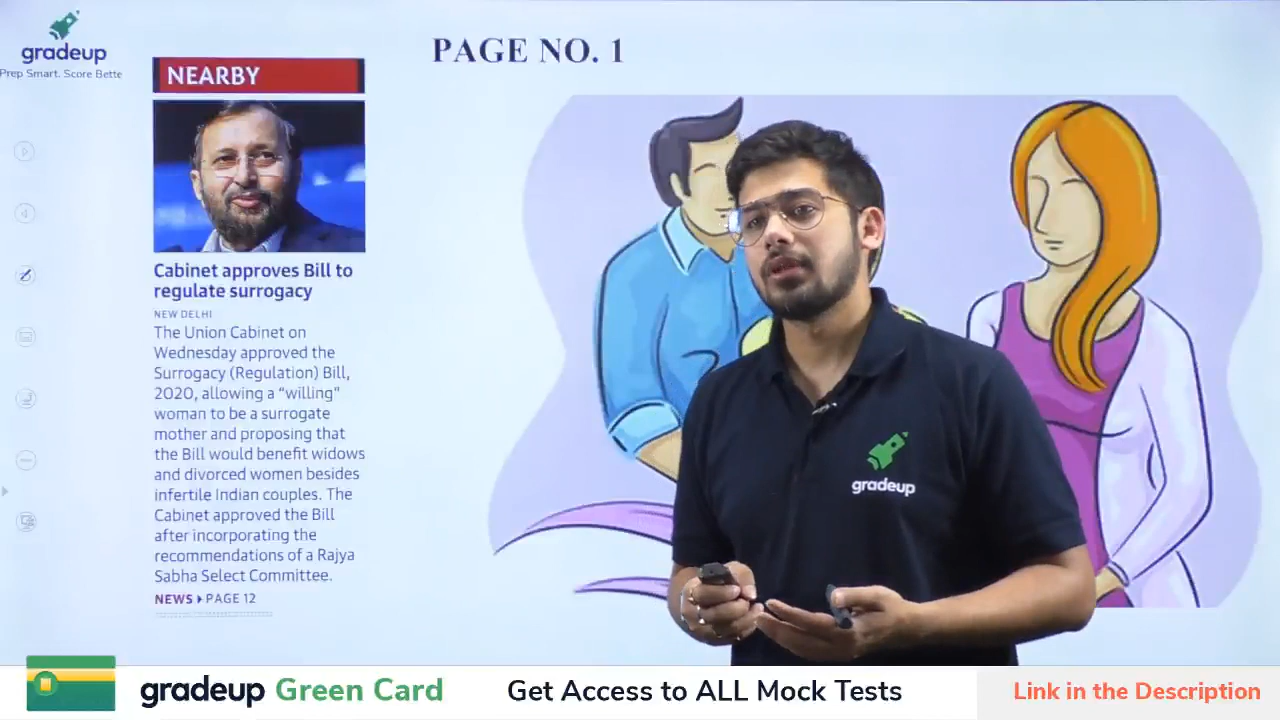 gradeup
Prep Smart. Score Bette
PAGE NO. 1
NEARBY
Cabinet approves Bill to
regulate surrogacy
NEW DELHI
The Union Cabinet on
Wednesday approved the
Surrogacy (Regulation) Bill,
2020, allowing a “willing”
woman to be a surrogate
mother and proposing that
the Bill would benefit widows
and divorced women besides
infertile Indian couples. The
Cabinet approved the Bill
after incorporating the
recommendations of a Rajya
Sabha Select Committee.
NEWS PAGE 12
gradeup
gradeup Green Card
Get Access to ALL Mock Tests
Link in the Description